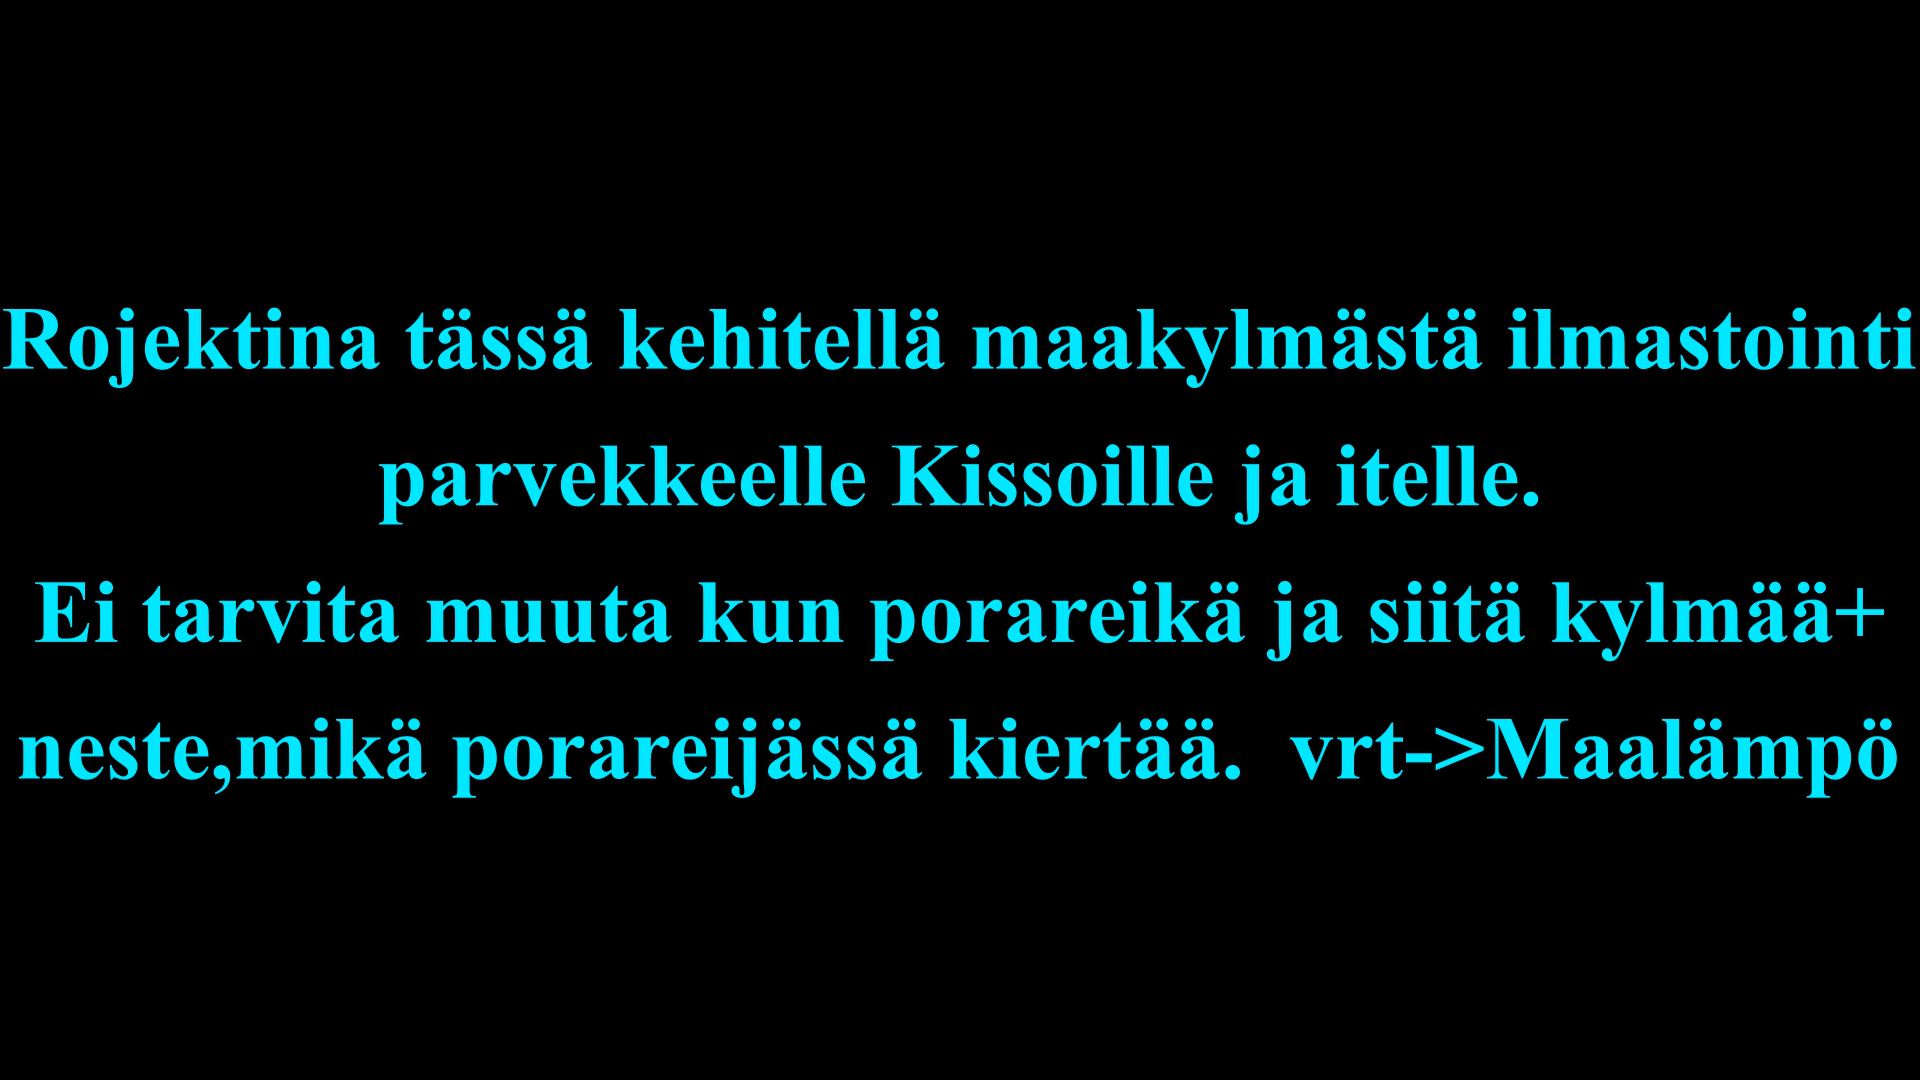 Rojektina tässä kehitellä maakylmästä ilmastointi
parvekkeelle Kissoille ja itelle.
Ei tarvita muuta kun porareikä ja siitä kylmää+
neste,mikä porareijässä kiertää.  vrt->Maalämpö